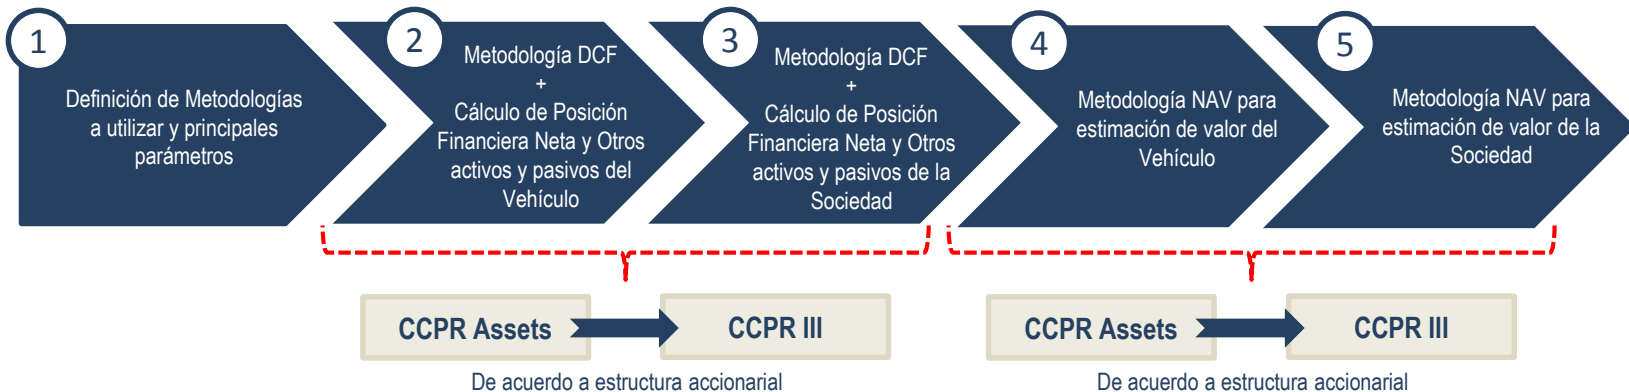 1
Definición de Metodologías
a utilizar y principales
parámetros
2
Metodología DCF
+
Cálculo de Posición
Financiera Neta y Otros
activos y pasivos del
Vehículo
3
Metodología DCF
+
Cálculo de Posición
Financiera Neta y Otros
activos y pasivos de la
Sociedad
4
Metodología NAV para
estimación de valor del
Vehículo
5
Metodología NAV para
estimación de valor de la
Sociedad
CCPR Assets
CCPR III
De acuerdo a estructura accionarial
CCPR Assets
CCPR III
De acuerdo a estructura accionarial